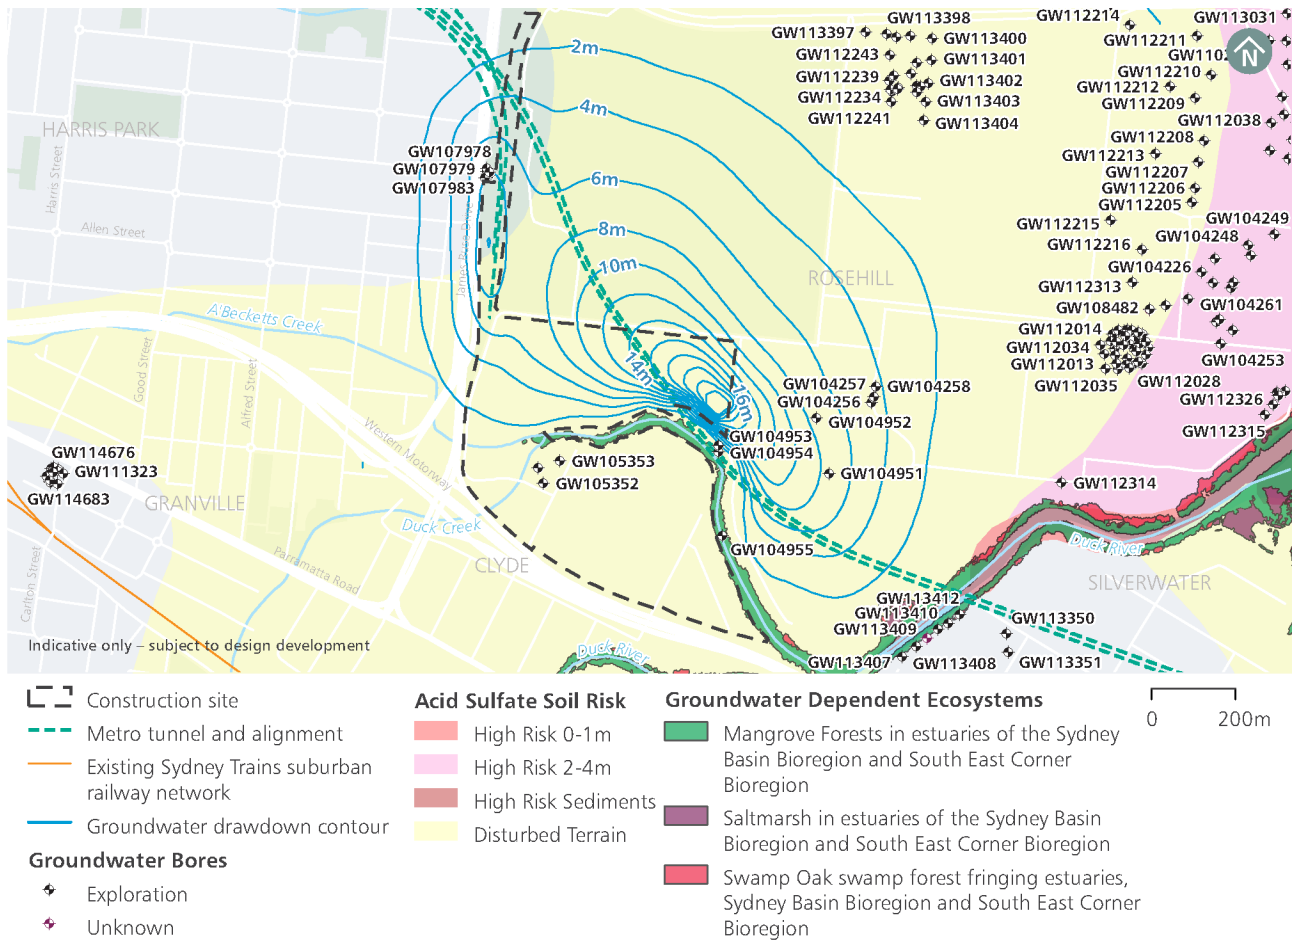 GW113398
GW112214
GW113031
GW113397
GW113400
GW112211
2m
N
GW112243
GW113401
GW112210
GW112239
GW113402
GW112212
GW112234
GW113403
GW112209
4m
GW112241
GW113404
GW112038
HARRIS PARK
GW112208
GW107978
GW112213
GW107979
GW112207
GW107983
6m
GW112206
GW112205
Harris Street
GW112215
GW104249
Allen Street
8m
GW112216
GW104248
10m
GW104226
ROSEHILL
GW112313
GW108482
GW104261
A'Becketts Creek
GW112014
GW112034
GW112013
GW104253
Good Street
14m
GW112035
GW112028
GW104257
GW104258
GW104256
16m
GW112326
Alfred Street
GW104952
GW112315
Western Motorway
GW104953
GW104954
GW114676
GW105353
GW111323
GW104951
GW105352
GW112314
GW114683
GRANVILLE
Duck Creek
Duck River
GW104955
CLYDE
Parramatta Road
SILVERWATER
Carlton Street
GW113412
GW113410
GW113350
GW113409
Indicative only – subject to design development
Duck River
GW113407
GW113408
GW113351
Construction site
Metro tunnel and alignment
Existing Sydney Trains suburban
railway network
Groundwater drawdown contour
Groundwater Bores
Exploration
Unknown
Acid Sulfate Soil Risk
High Risk 0-1m
High Risk 2-4m
High Risk Sediments
Disturbed Terrain
Groundwater Dependent Ecosystems
Mangrove Forests in estuaries of the Sydney
Basin Bioregion and South East Corner
Bioregion
Saltmarsh in estuaries of the Sydney Basin
Bioregion and South East Corner Bioregion
Swamp Oak swamp forest fringing estuaries,
Sydney Basin Bioregion and South East Corner
Bioregion
0 200m